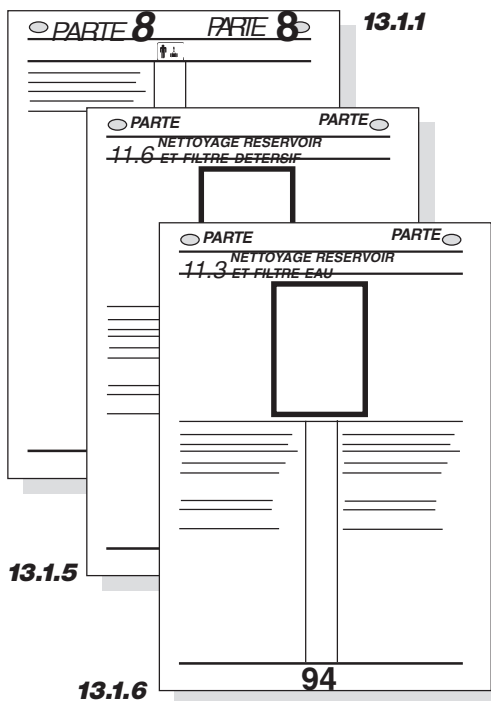 PARTE 8 PARTE 8 13.1.1
PARTE PARTE
11.6 NETTOYAGE RESERVOIR
ET FILTRE DETERSIF
PARTE PARTE
11.3 NETTOYAGE RESERVOIR
ET FILTRE EAU
13.1.5
94
13.1.6